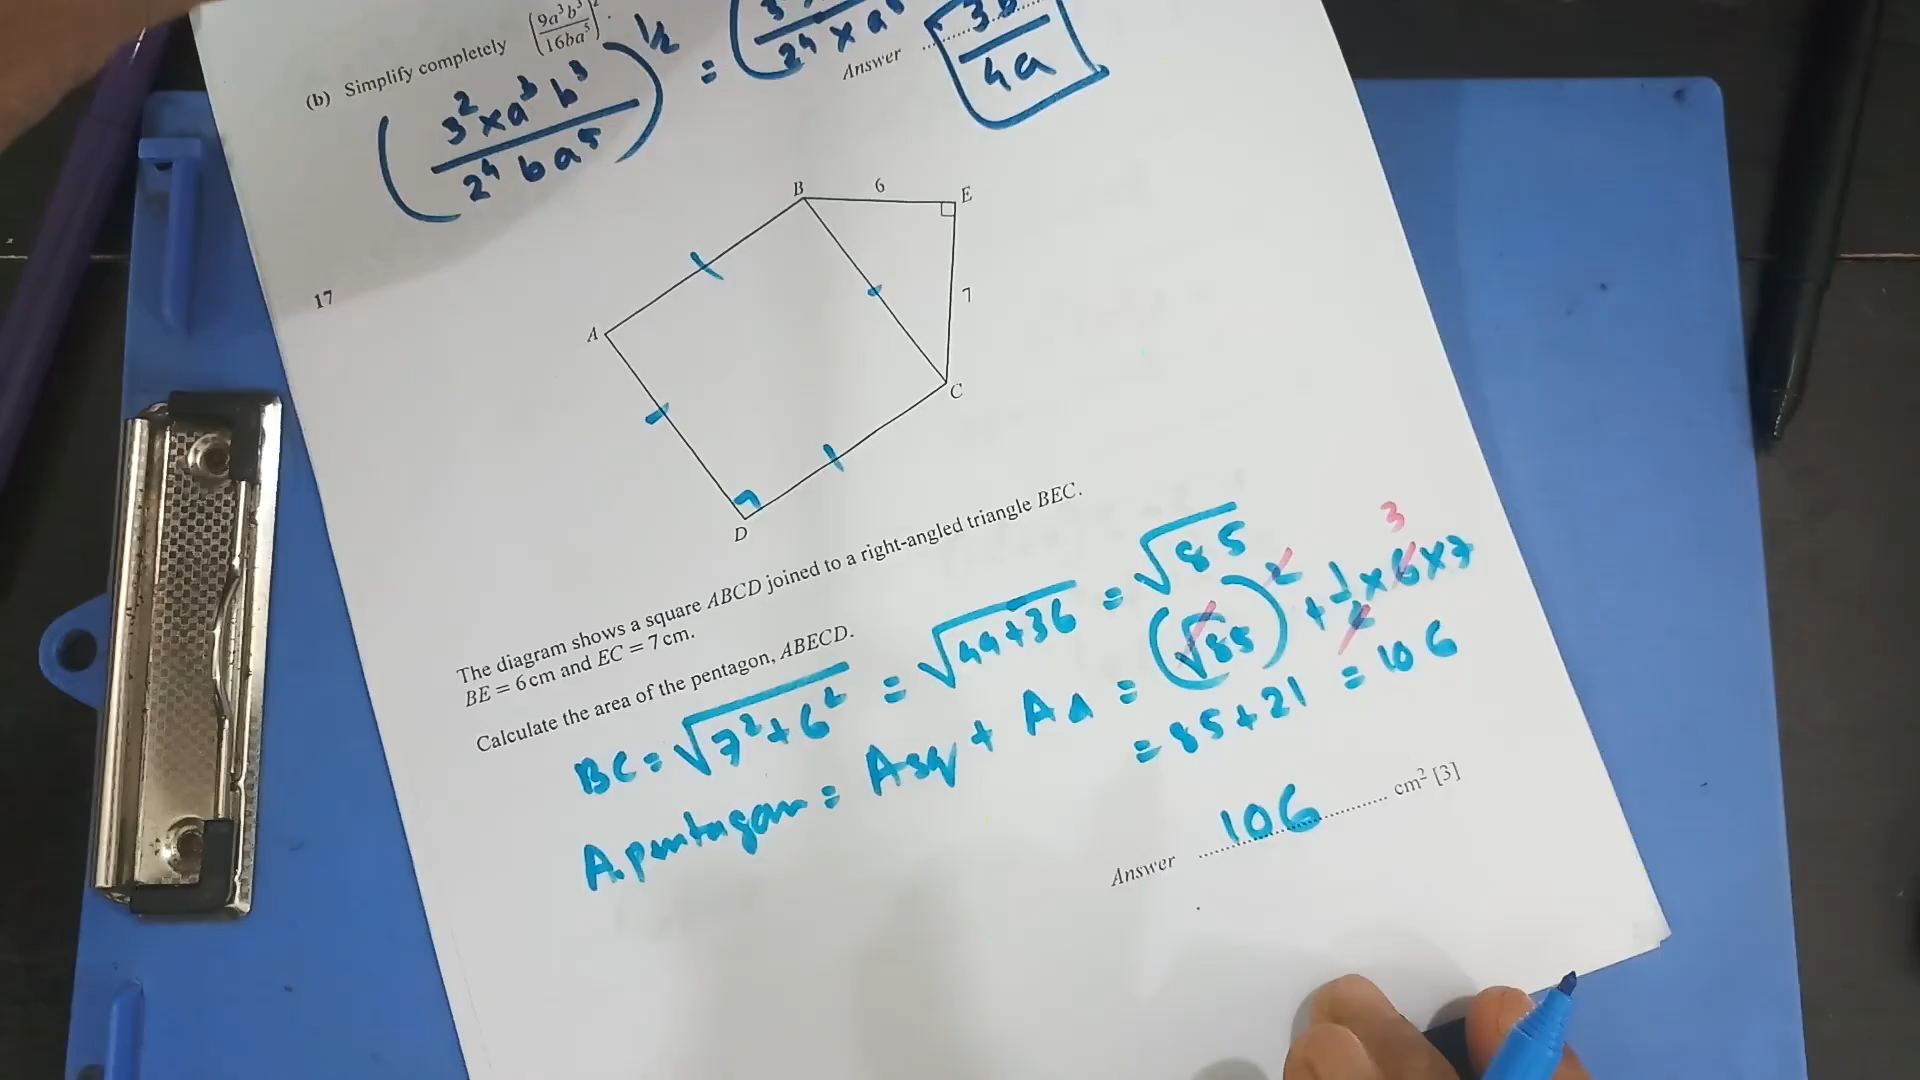 (b) Simplify completely (9a³b³/16ba⁵)
(3²×a³b³/2⁴ba⁵)^½ = (
2⁴×a
Answer
3b/4a
17
B 6 E
7
A
C
D
The diagram shows a square ABCD joined to a right-angled triangle BEC.
BE = 6 cm and EC = 7 cm.
Calculate the area of the pentagon, ABECD.
BC = √7²+6² = √49+36 = √85
A.pentagon = Asq + A△ = (√85)² + ½×6×7
3
= 85+21 = 106
Answer 106 cm² [3]